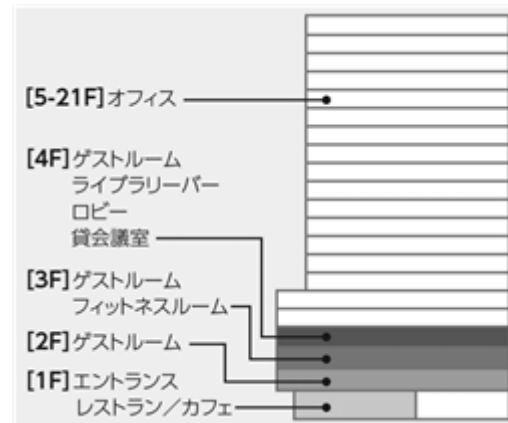 [5-21F]オフィス
[4F]ゲストルーム
ライブラリーバー
ロビー
貸会議室
[3F]ゲストルーム
フィットネスルーム
[2F]ゲストルーム
[1F]エントランス
レストラン／カフェ